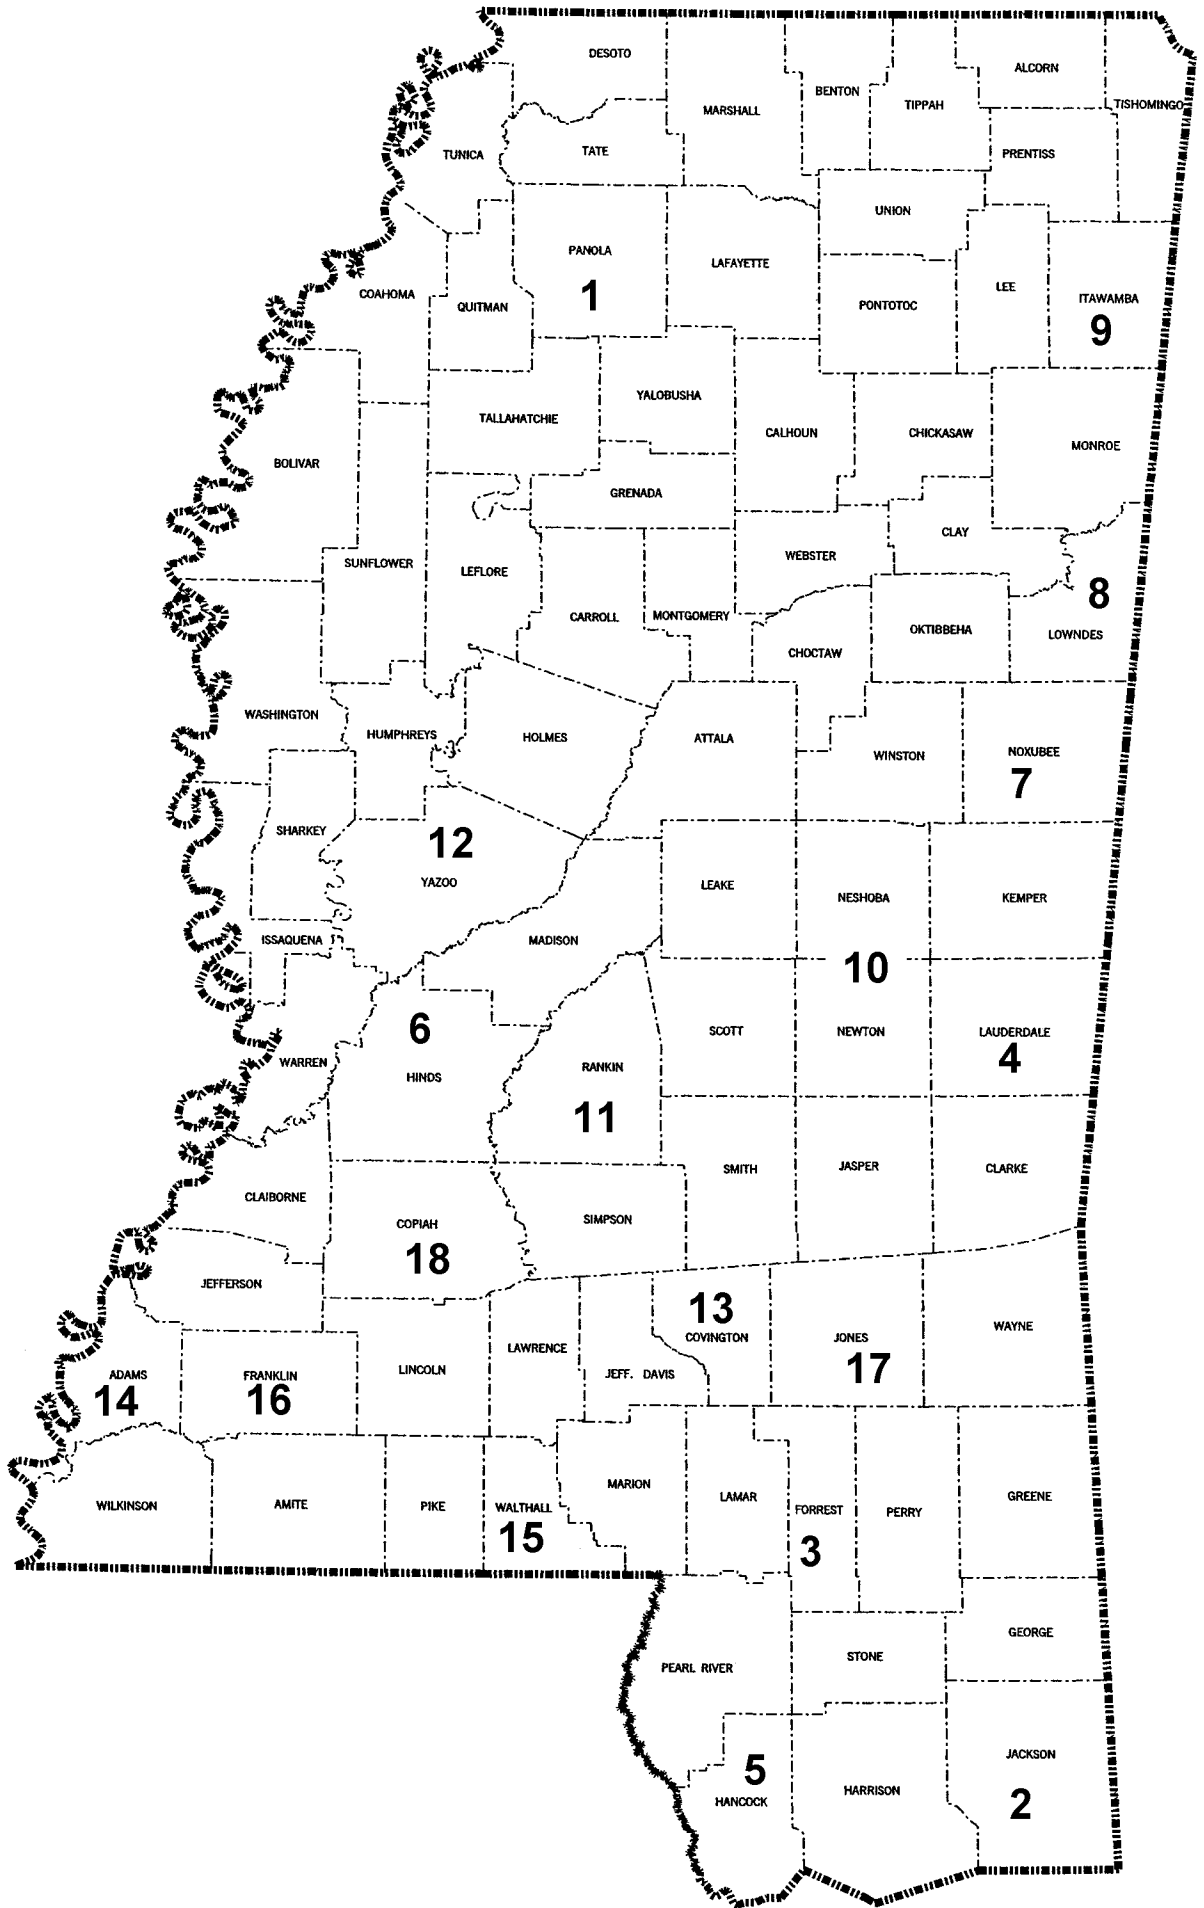 DESOTO
ALCORN
BENTON
MARSHALL
TIPPAH
TISHOMINGO
TUNICA
TATE
PRENTISS
UNION
PANOLA
1
LAFAYETTE
COAHOMA
QUITMAN
PONTOTOC
LEE
ITAWAMBA
9
YALOBUSHA
TALLAHATCHIE
CALHOUN
CHICKASAW
MONROE
BOLIVAR
GRENADA
CLAY
WEBSTER
SUNFLOWER
LEFLORE
8
CARROLL
MONTGOMERY
OKTIBBEHA
LOWNDES
CHOCTAW
WASHINGTON
HUMPHREYS
HOLMES
ATTALA
WINSTON
NOXUBEE
7
SHARKEY
12
YAZOO
LEAKE
NESHOBA
KEMPER
ISSAQUENA
MADISON
10
6
SCOTT
NEWTON
LAUDERDALE
4
WARREN
HINDS
RANKIN
11
SMITH
JASPER
CLARKE
CLAIBORNE
COPIAH
18
SIMPSON
JEFFERSON
13
COVINGTON
JONES
17
WAYNE
LAWRENCE
JEFF. DAVIS
LINCOLN
ADAMS
14
FRANKLIN
16
MARION
LAMAR
GREENE
WILKINSON
AMITE
PIKE
WALTHALL
15
FORREST
3
PERRY
GEORGE
STONE
PEARL RIVER
JACKSON
2
5
HANCOCK
HARRISON